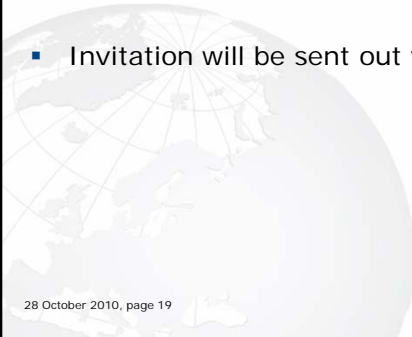 ▪ Invitation will be sent out
28 October 2010, page 19